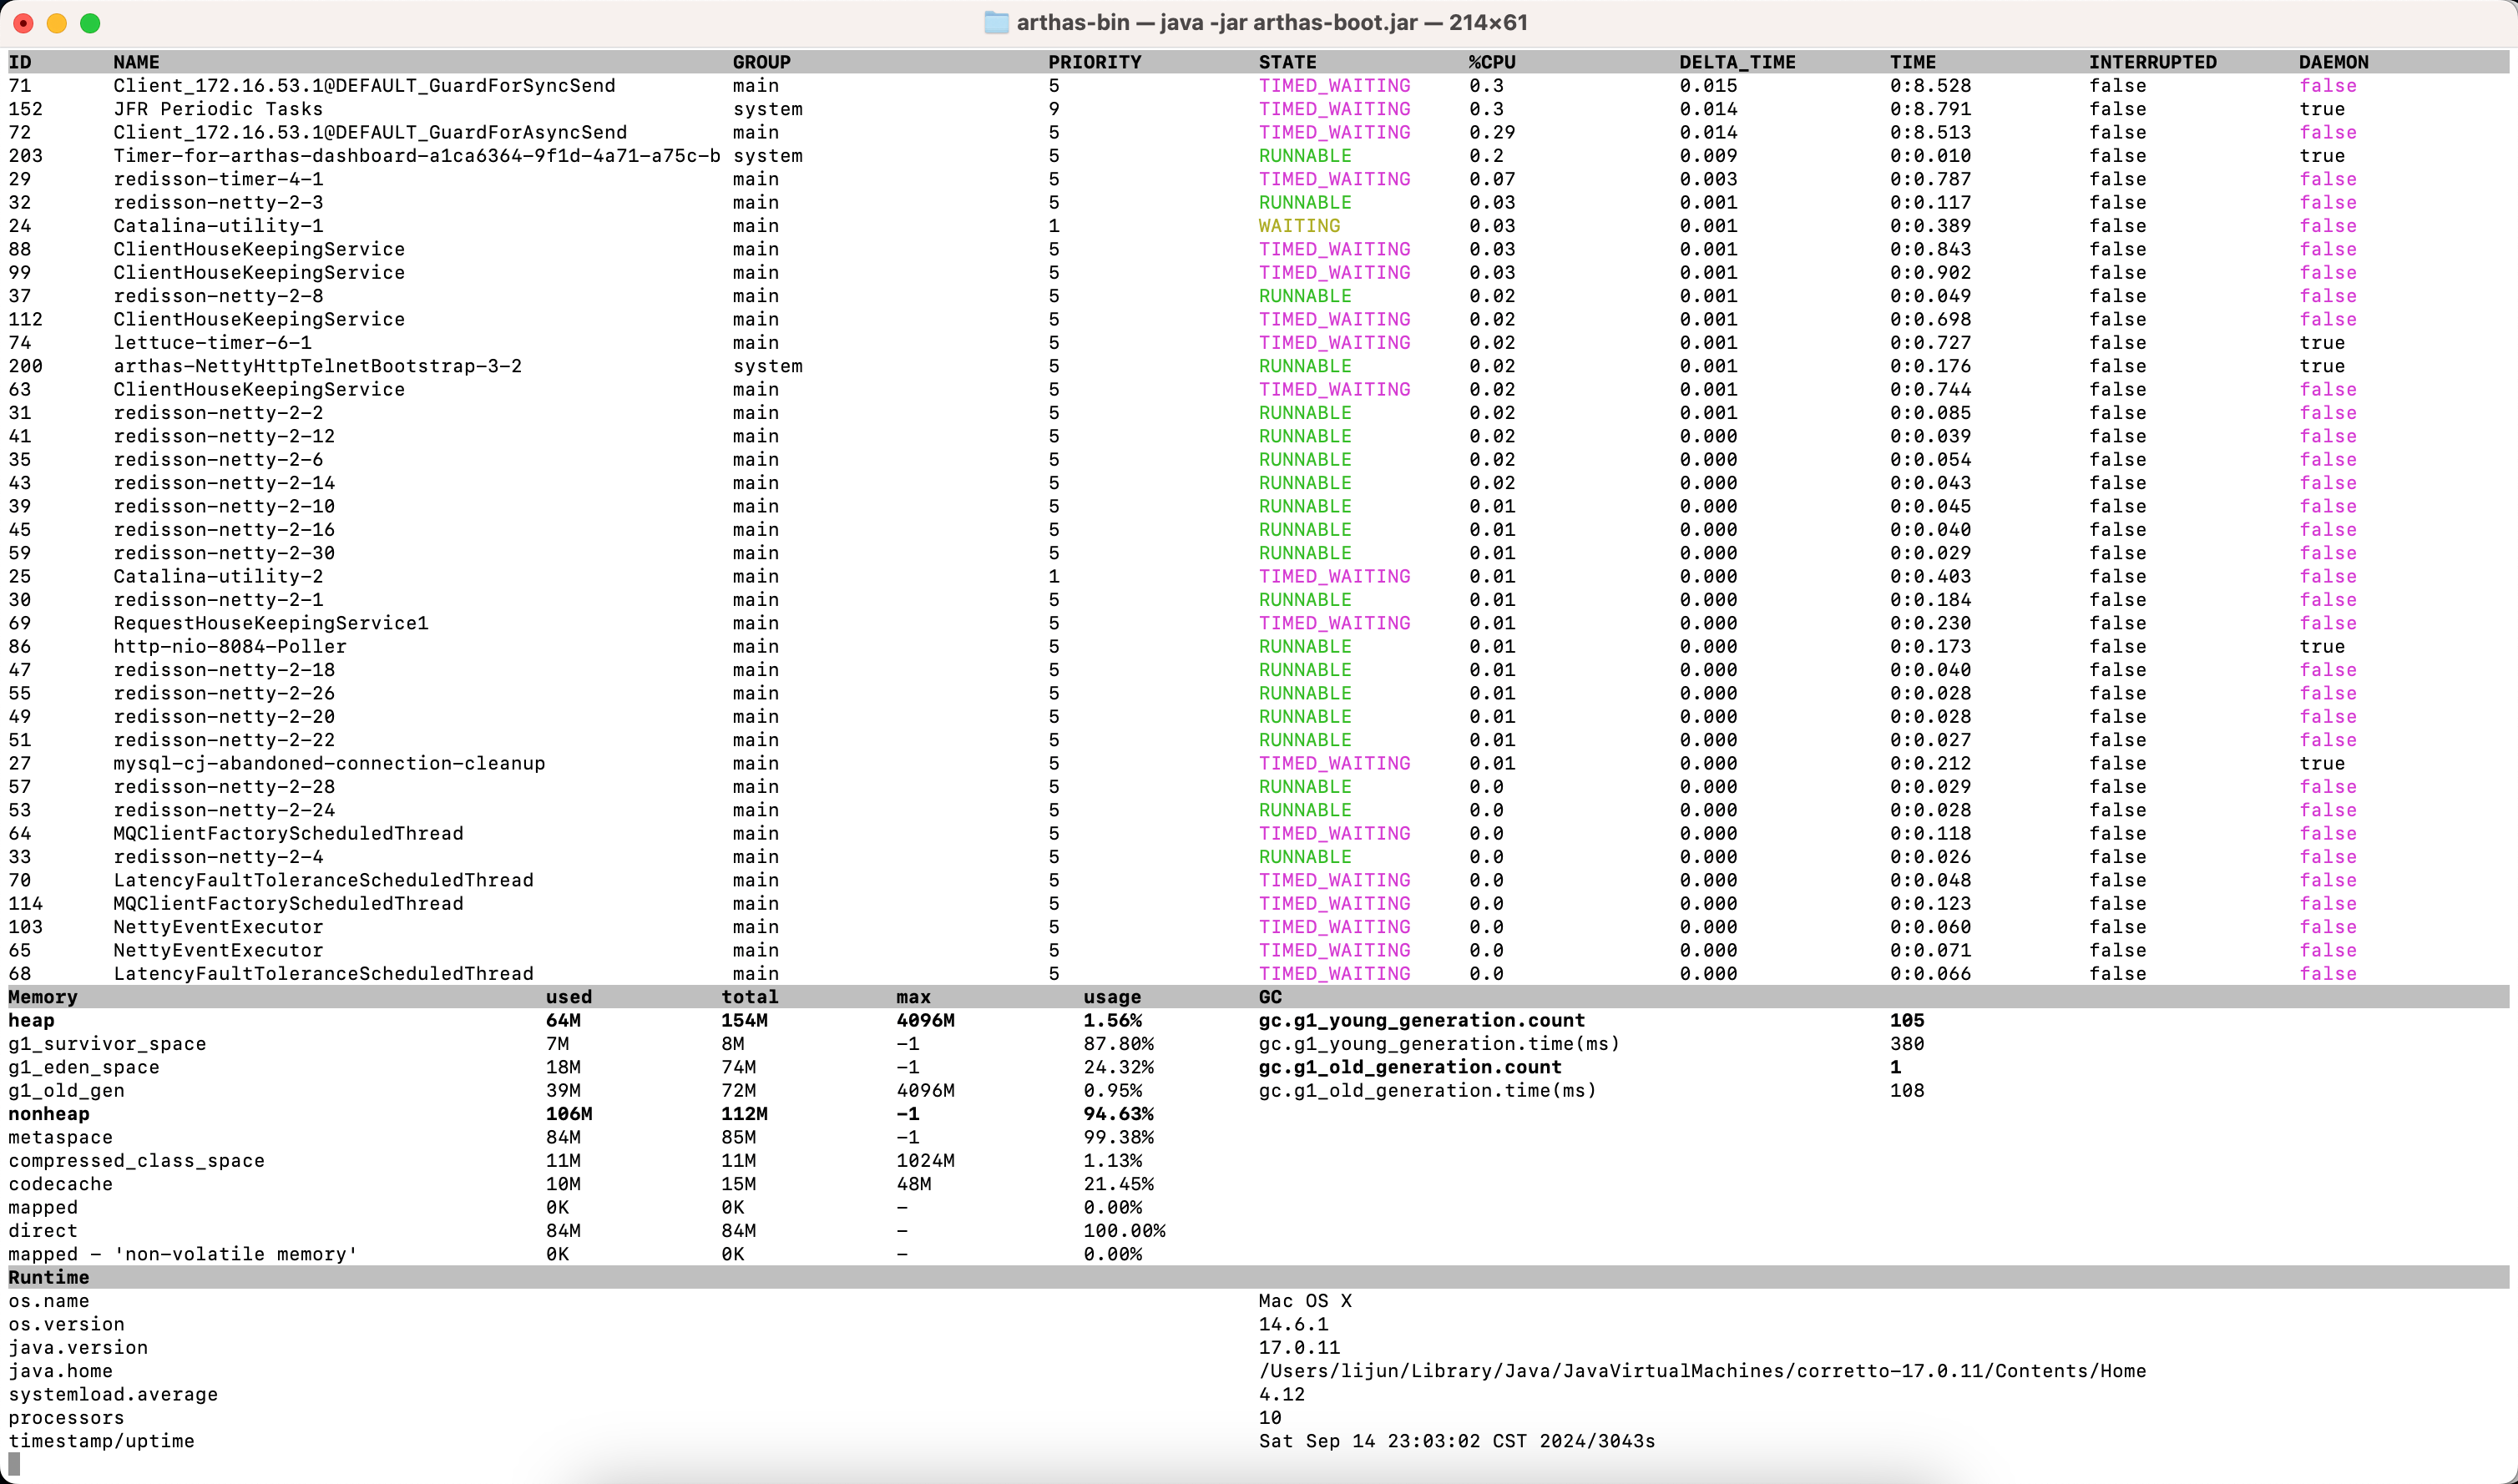 arthas-bin — java -jar arthas-boot.jar — 214×61
ID NAME GROUP PRIORITY STATE %CPU DELTA_TIME TIME INTERRUPTED DAEMON
71 Client_172.16.53.1@DEFAULT_GuardForSyncSend main 5 TIMED_WAITING 0.3 0.015 0:8.528 false false
152 JFR Periodic Tasks system 9 TIMED_WAITING 0.3 0.014 0:8.791 false true
72 Client_172.16.53.1@DEFAULT_GuardForAsyncSend main 5 TIMED_WAITING 0.29 0.014 0:8.513 false false
203 Timer-for-arthas-dashboard-a1ca6364-9f1d-4a71-a75c-b system 5 RUNNABLE 0.2 0.009 0:0.010 false true
29 redisson-timer-4-1 main 5 TIMED_WAITING 0.07 0.003 0:0.787 false false
32 redisson-netty-2-3 main 5 RUNNABLE 0.03 0.001 0:0.117 false false
24 Catalina-utility-1 main 1 WAITING 0.03 0.001 0:0.389 false false
88 ClientHouseKeepingService main 5 TIMED_WAITING 0.03 0.001 0:0.843 false false
99 ClientHouseKeepingService main 5 TIMED_WAITING 0.03 0.001 0:0.902 false false
37 redisson-netty-2-8 main 5 RUNNABLE 0.02 0.001 0:0.049 false false
112 ClientHouseKeepingService main 5 TIMED_WAITING 0.02 0.001 0:0.698 false false
74 lettuce-timer-6-1 main 5 TIMED_WAITING 0.02 0.001 0:0.727 false true
200 arthas-NettyHttpTelnetBootstrap-3-2 system 5 RUNNABLE 0.02 0.001 0:0.176 false true
63 ClientHouseKeepingService main 5 TIMED_WAITING 0.02 0.001 0:0.744 false false
31 redisson-netty-2-2 main 5 RUNNABLE 0.02 0.001 0:0.085 false false
41 redisson-netty-2-12 main 5 RUNNABLE 0.02 0.000 0:0.039 false false
35 redisson-netty-2-6 main 5 RUNNABLE 0.02 0.000 0:0.054 false false
43 redisson-netty-2-14 main 5 RUNNABLE 0.02 0.000 0:0.043 false false
39 redisson-netty-2-10 main 5 RUNNABLE 0.01 0.000 0:0.045 false false
45 redisson-netty-2-16 main 5 RUNNABLE 0.01 0.000 0:0.040 false false
59 redisson-netty-2-30 main 5 RUNNABLE 0.01 0.000 0:0.029 false false
25 Catalina-utility-2 main 1 TIMED_WAITING 0.01 0.000 0:0.403 false false
30 redisson-netty-2-1 main 5 RUNNABLE 0.01 0.000 0:0.184 false false
69 RequestHouseKeepingService1 main 5 TIMED_WAITING 0.01 0.000 0:0.230 false false
86 http-nio-8084-Poller main 5 RUNNABLE 0.01 0.000 0:0.173 false true
47 redisson-netty-2-18 main 5 RUNNABLE 0.01 0.000 0:0.040 false false
55 redisson-netty-2-26 main 5 RUNNABLE 0.01 0.000 0:0.028 false false
49 redisson-netty-2-20 main 5 RUNNABLE 0.01 0.000 0:0.028 false false
51 redisson-netty-2-22 main 5 RUNNABLE 0.01 0.000 0:0.027 false false
27 mysql-cj-abandoned-connection-cleanup main 5 TIMED_WAITING 0.01 0.000 0:0.212 false true
57 redisson-netty-2-28 main 5 RUNNABLE 0.0 0.000 0:0.029 false false
53 redisson-netty-2-24 main 5 RUNNABLE 0.0 0.000 0:0.028 false false
64 MQClientFactoryScheduledThread main 5 TIMED_WAITING 0.0 0.000 0:0.118 false false
33 redisson-netty-2-4 main 5 RUNNABLE 0.0 0.000 0:0.026 false false
70 LatencyFaultToleranceScheduledThread main 5 TIMED_WAITING 0.0 0.000 0:0.048 false false
114 MQClientFactoryScheduledThread main 5 TIMED_WAITING 0.0 0.000 0:0.123 false false
103 NettyEventExecutor main 5 TIMED_WAITING 0.0 0.000 0:0.060 false false
65 NettyEventExecutor main 5 TIMED_WAITING 0.0 0.000 0:0.071 false false
68 LatencyFaultToleranceScheduledThread main 5 TIMED_WAITING 0.0 0.000 0:0.066 false false
Memory used total max usage GC
heap 64M 154M 4096M 1.56% gc.g1_young_generation.count 105
g1_survivor_space 7M 8M -1 87.80% gc.g1_young_generation.time(ms) 380
g1_eden_space 18M 74M -1 24.32% gc.g1_old_generation.count 1
g1_old_gen 39M 72M 4096M 0.95% gc.g1_old_generation.time(ms) 108
nonheap 106M 112M -1 94.63%
metaspace 84M 85M -1 99.38%
compressed_class_space 11M 11M 1024M 1.13%
codecache 10M 15M 48M 21.45%
mapped 0K 0K - 0.00%
direct 84M 84M - 100.00%
mapped - 'non-volatile memory' 0K 0K - 0.00%
Runtime
os.name Mac OS X
os.version 14.6.1
java.version 17.0.11
java.home /Users/lijun/Library/Java/JavaVirtualMachines/corretto-17.0.11/Contents/Home
systemload.average 4.12
processors 10
timestamp/uptime Sat Sep 14 23:03:02 CST 2024/3043s